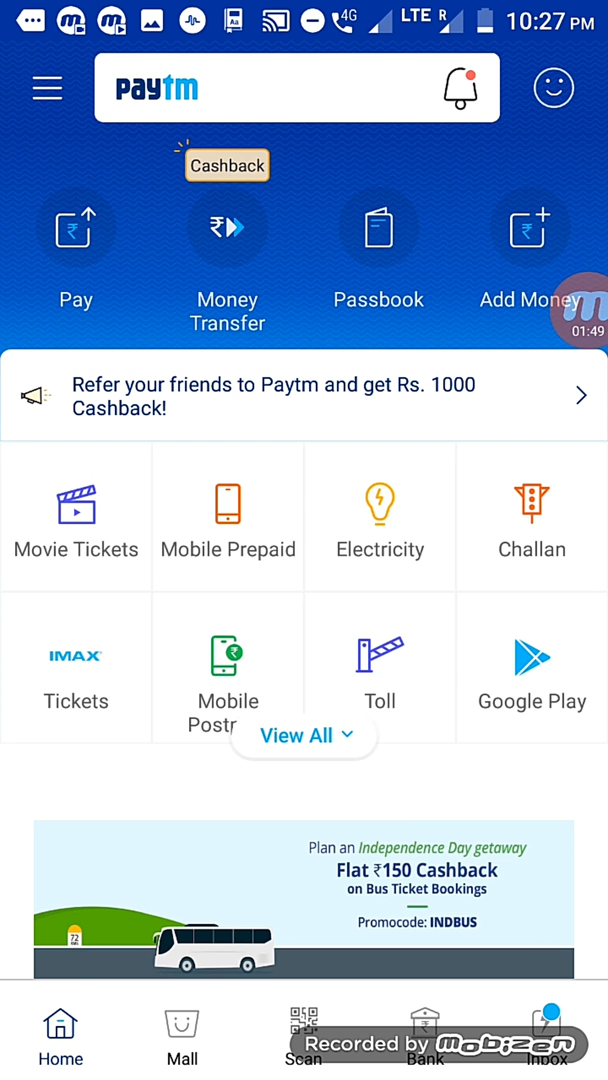 4G LTE R 10:27 PM
paytm
Cashback
Pay
Money
Transfer
Passbook
Add Money
01:49
Refer your friends to Paytm and get Rs. 1000
Cashback!
Movie Tickets
Mobile Prepaid
Electricity
Challan
IMAX
Tickets
Mobile
Toll
Google Play
View All
Plan an Independence Day getaway
Flat ₹150 Cashback
on Bus Ticket Bookings
Promocode: INDBUS
72
Home
Mall
Scan
Bank
Inbox
Recorded by Mobizen